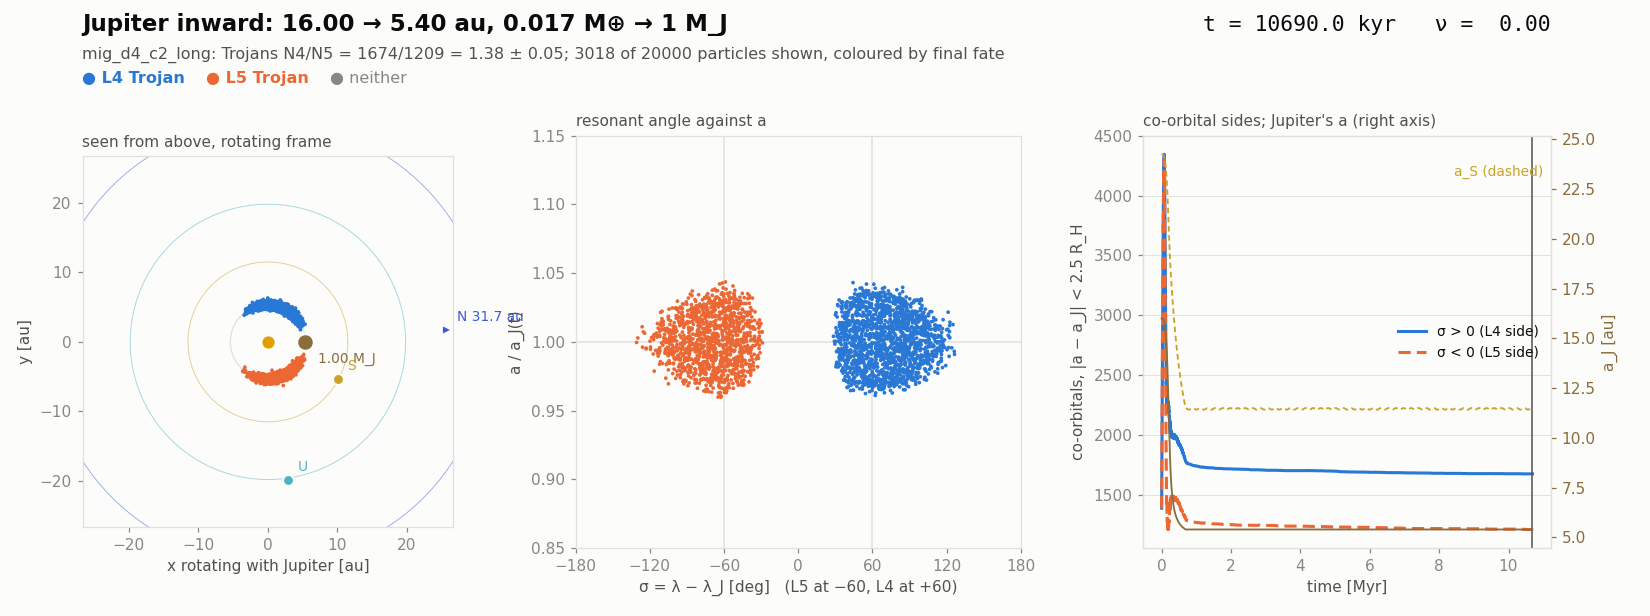 Jupiter inward: 16.00 → 5.40 au, 0.017 M⊕ → 1 M_J
t = 10690.0 kyr   ν =  0.00
mig_d4_c2_long: Trojans N4/N5 = 1674/1209 = 1.38 ± 0.05; 3018 of 20000 particles shown, coloured by final fate
L4 Trojan   L5 Trojan   neither
seen from above, rotating frame
20
10
0
−10
−20
y [au]
−20 −10 0 10 20
x rotating with Jupiter [au]
N 31.7 au
1.00 M_J
S
U
resonant angle against a
1.15
1.10
1.05
1.00
0.95
0.90
0.85
a / a_J(t)
−180 −120 −60 0 60 120 180
σ = λ − λ_J [deg]   (L5 at −60, L4 at +60)
co-orbital sides; Jupiter's a (right axis)
4500
4000
3500
3000
2500
2000
1500
co-orbitals, |a − a_J| < 2.5 R_H
a_S (dashed)
σ > 0 (L4 side)
σ < 0 (L5 side)
25.0
22.5
20.0
17.5
15.0
12.5
10.0
7.5
5.0
a_J [au]
0 2 4 6 8 10
time [Myr]